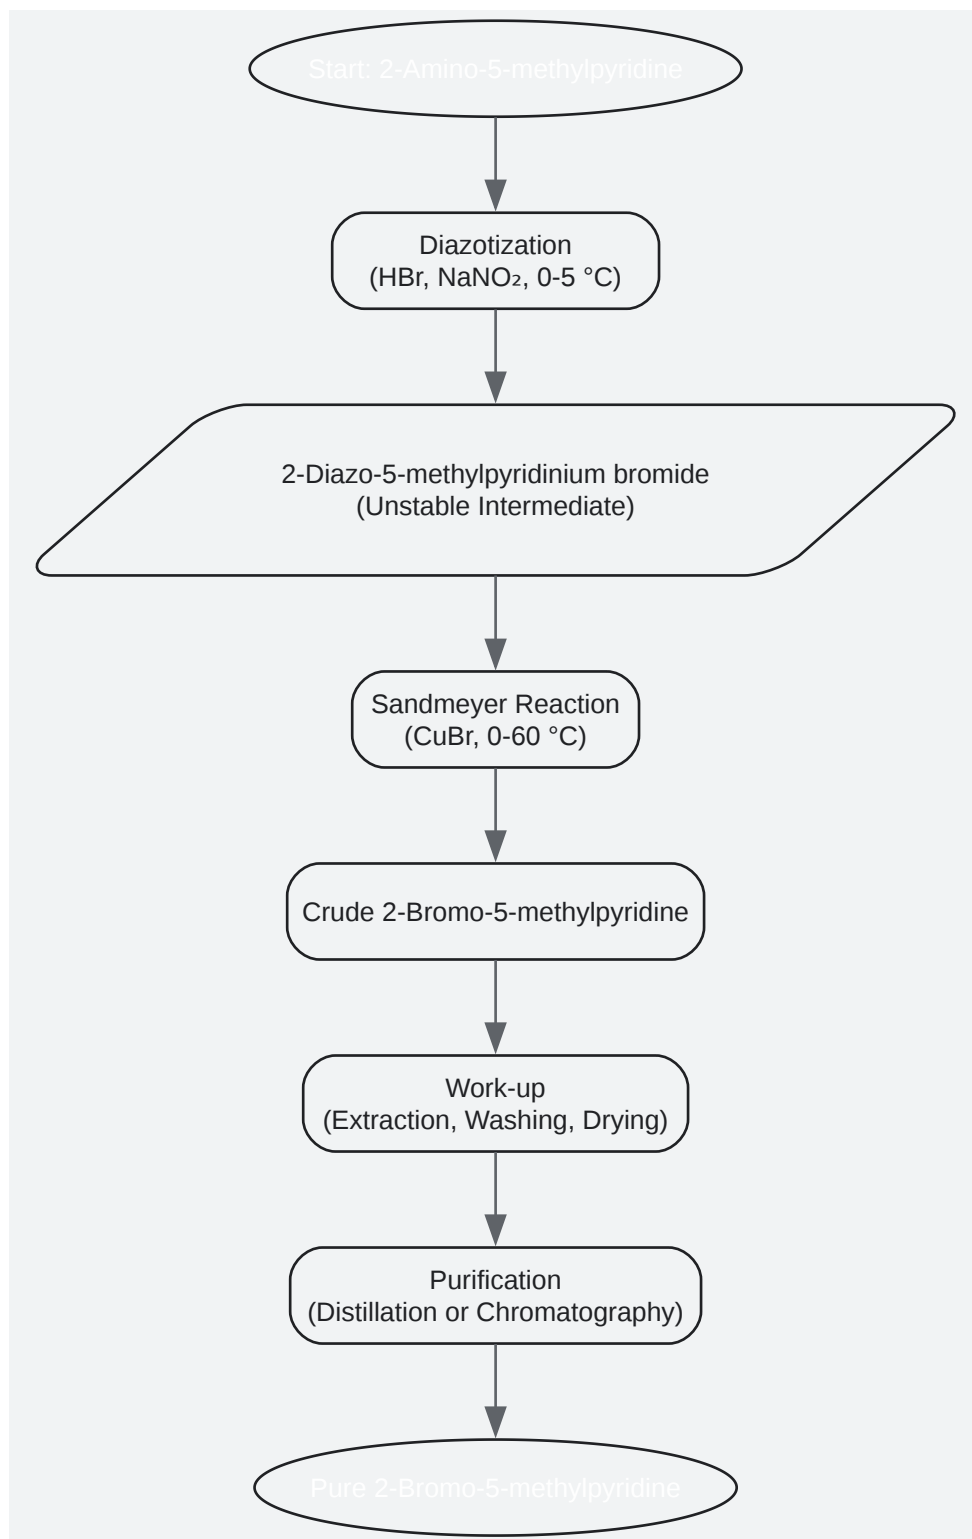 Start: 2-Amino-5-methylpyridine
Diazotization
(HBr, NaNO₂, 0-5 °C)
2-Diazo-5-methylpyridinium bromide
(Unstable Intermediate)
Sandmeyer Reaction
(CuBr, 0-60 °C)
Crude 2-Bromo-5-methylpyridine
Work-up
(Extraction, Washing, Drying)
Purification
(Distillation or Chromatography)
Pure 2-Bromo-5-methylpyridine